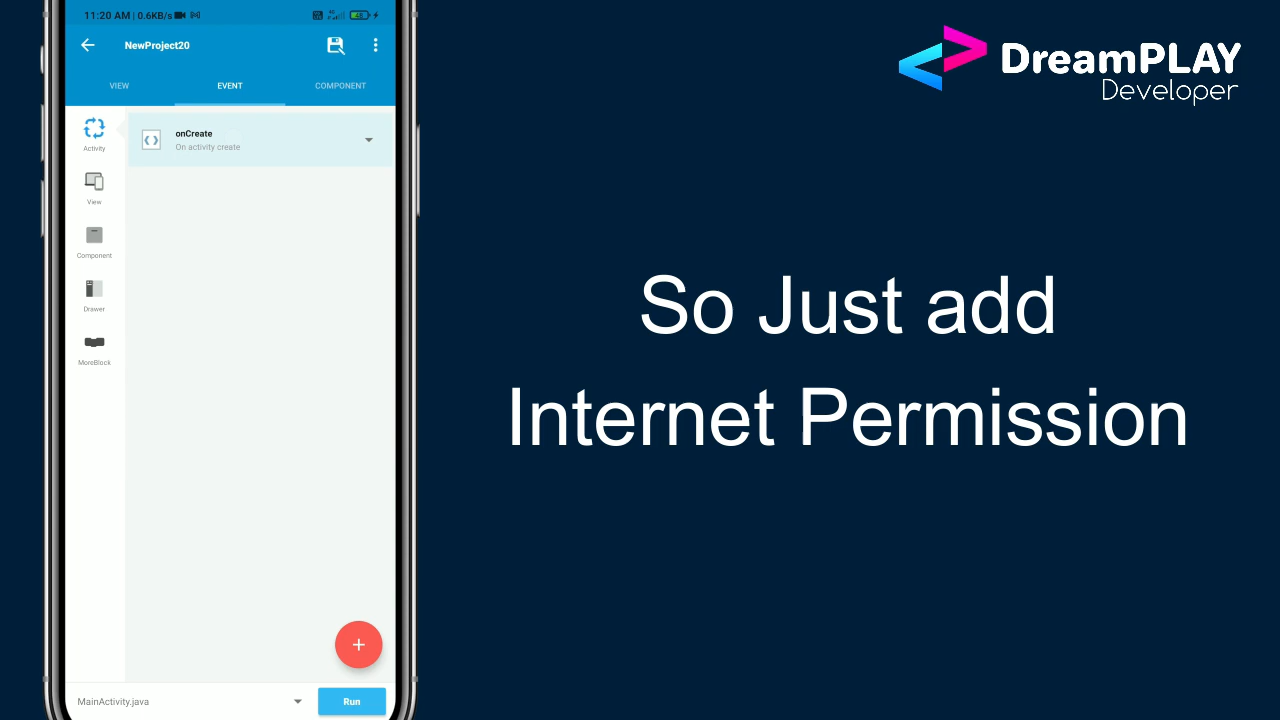 11:20 AM | 0.6KB/s
NewProject20
VIEW
EVENT
COMPONENT
Activity
onCreate
On activity create
View
Component
Drawer
MoreBlock
+
MainActivity.java
Run
DreamPLAY
Developer
So Just add
Internet Permission